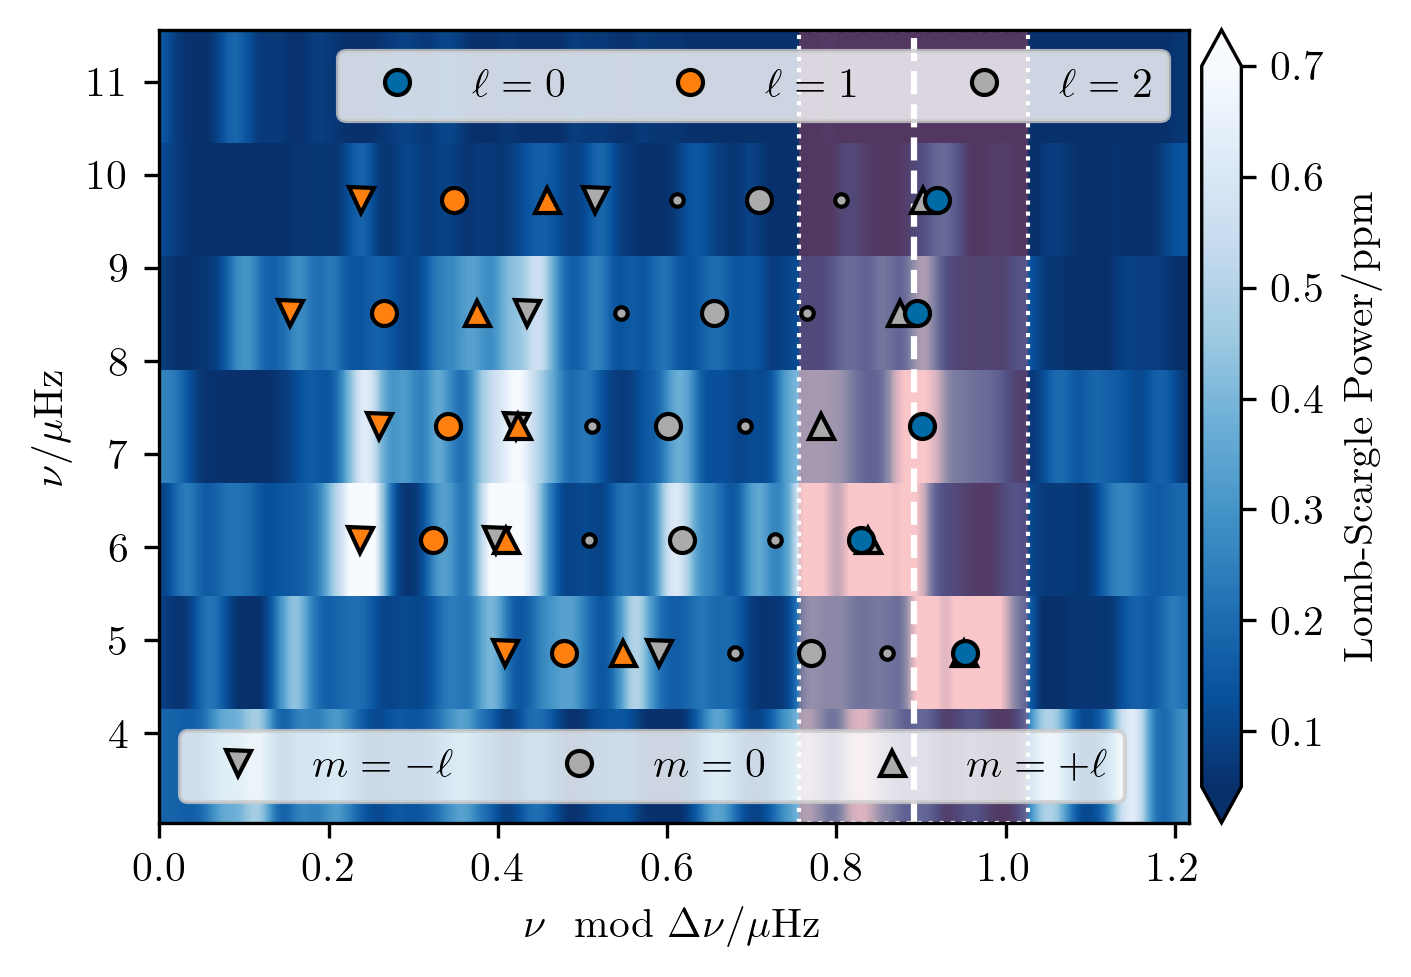 ℓ = 0 ℓ = 1 ℓ = 2
11
10
9
8
7
6
5
4
ν/μHz
m = −ℓ m = 0 m = +ℓ
0.0 0.2 0.4 0.6 0.8 1.0 1.2
ν mod Δν/μHz
0.7
0.6
0.5
0.4
0.3
0.2
0.1
Lomb-Scargle Power/ppm